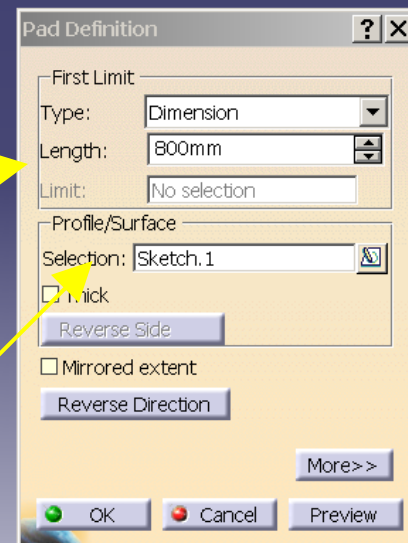 Pad Definition ? X
First Limit
Type: Dimension
Length: 800mm
Limit: No selection
Profile/Surface
Selection: Sketch.1
Thick
Reverse Side
Mirrored extent
Reverse Direction
More>>
OK Cancel Preview